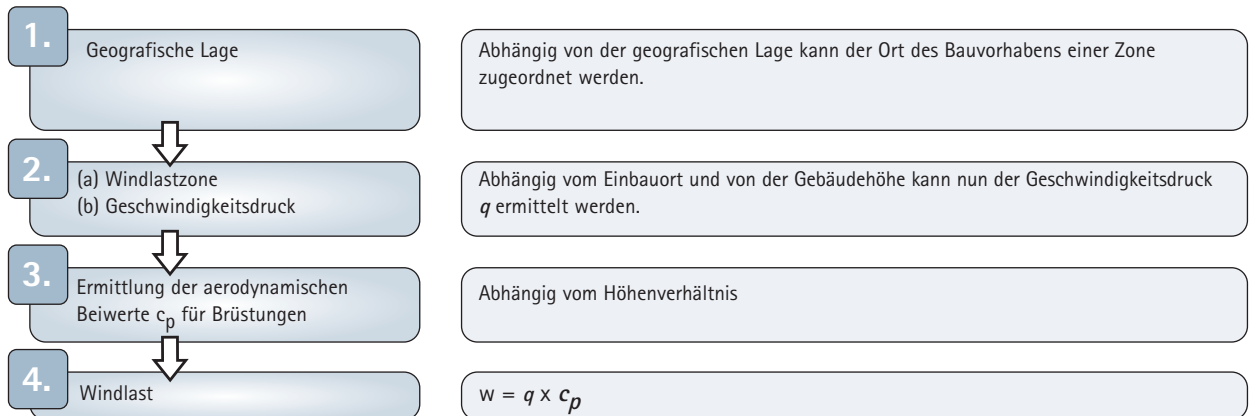 1.
Geografische Lage
Abhängig von der geografischen Lage kann der Ort des Bauvorhabens einer Zone
zugeordnet werden.
2.
(a) Windlastzone
(b) Geschwindigkeitsdruck
Abhängig vom Einbauort und von der Gebäudehöhe kann nun der Geschwindigkeitsdruck
q ermittelt werden.
3.
Ermittlung der aerodynamischen
Beiwerte cp für Brüstungen
Abhängig vom Höhenverhältnis
4.
Windlast
w = q x cp